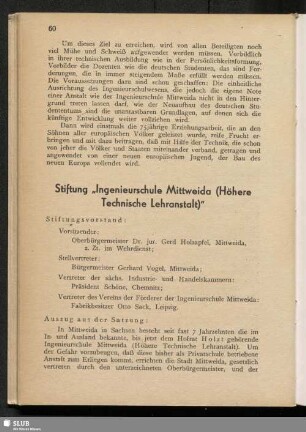 60
Um dieses Ziel zu erreichen, wird von allen Beteiligten noch
viel Mühe und Schweiß aufgewendet werden müssen. Vorbildlich
in ihrer technischen Ausbildung wie in der Persönlichkeitsformung,
Vorbilder die Dozenten wie die deutschen Studenten, das sind For-
derungen, die in immer steigendem Maße erfüllt werden müssen.
Die Voraussetzungen dazu sind schon geschaffen: Die einheitliche
Ausrichtung des Ingenieurschulwesens, die jedoch die eigene Note
einer Anstalt wie der Ingenieurschule Mittweida nicht in den Hinter-
grund treten lassen darf, wie der Neuaufbau des deutschen Stu-
dententums sind die unantastbaren Grundlagen, auf denen sich die
künftige Entwicklung weiter vollziehen wird.
Dann wird einstmals die 75jährige Erziehungsarbeit, die an den
Söhnen aller europäischen Völker geleistet wurde, reife Frucht er-
bringen und mit dazu beitragen, daß mit Hilfe der Technik, die schon
von jeher die Völker und Staaten miteinander verband, getragen und
angewendet von einer neuen europäischen Jugend, der Bau des
neuen Europa vollendet wird.
Stiftung „Ingenieurschule Mittweida (Höhere
Technische Lehranstalt)“
Stiftungsvorstand:
Vorsitzender:
Oberbürgermeister Dr. jur. Gerd Holzapfel, Mittweida,
z. Zt. im Wehrdienst;
Stellvertreter:
Bürgermeister Gerhard Vogel, Mittweida;
Vertreter der sächs. Industrie- und Handelskammern:
Präsident Schöne, Chemnitz;
Vertreter des Vereins der Förderer der Ingenieurschule Mittweida:
Fabrikbesitzer Otto Sack, Leipzig.
Auszug aus der Satzung:
In Mittweida in Sachsen besteht seit fast 7 Jahrzehnten die im
In- und Ausland bekannte, bis jetzt dem Hofrat Holzt gehörende
Ingenieurschule Mittweida (Höhere Technische Lehranstalt). Um
der Gefahr vorzubeugen, daß diese bisher als Privatschule betriebene
Anstalt zum Erliegen kommt, errichten die Stadt Mittweida, gesetzlich
vertreten durch den unterzeichneten Oberbürgermeister, und der